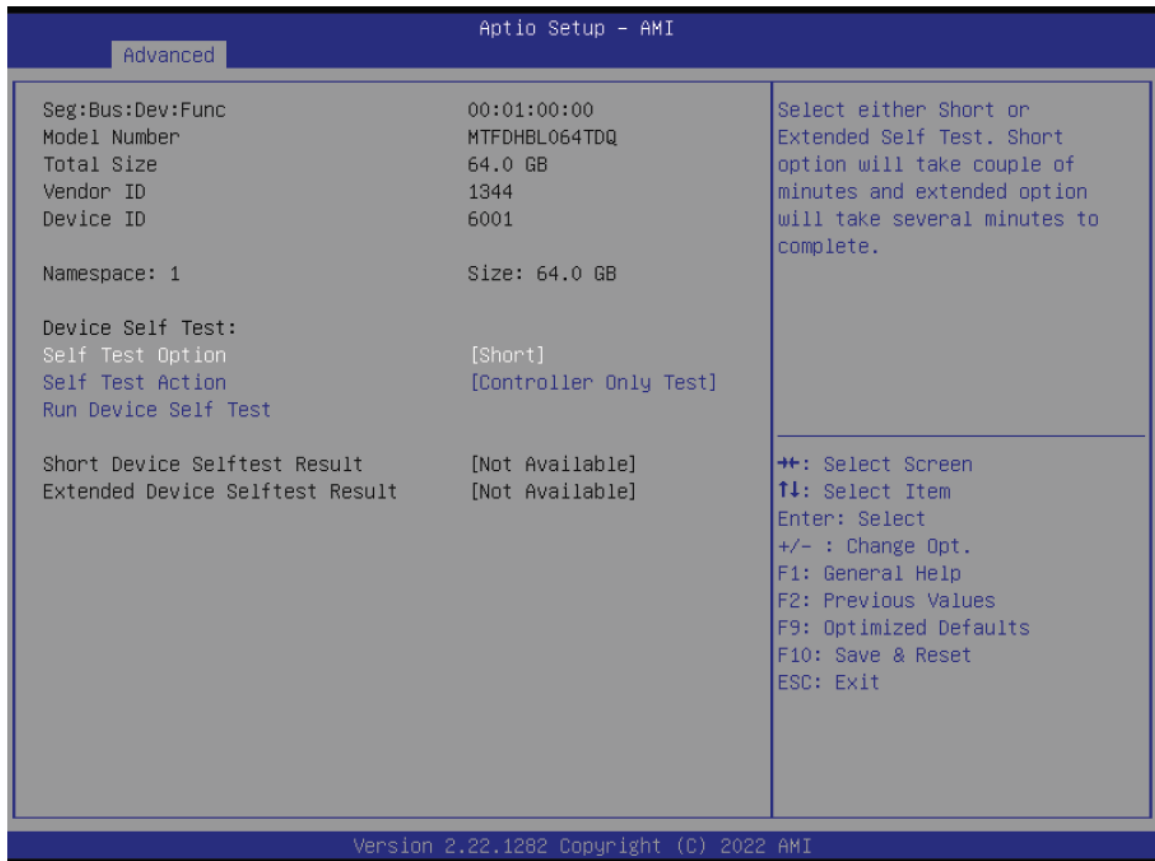 Aptio Setup – AMI
Advanced
Seg:Bus:Dev:Func 00:01:00:00
Model Number MTFDHBL064TDQ
Total Size 64.0 GB
Vendor ID 1344
Device ID 6001
Namespace: 1 Size: 64.0 GB
Device Self Test:
Self Test Option [Short]
Self Test Action [Controller Only Test]
Run Device Self Test
Short Device Selftest Result [Not Available]
Extended Device Selftest Result [Not Available]
Select either Short or
Extended Self Test. Short
option will take couple of
minutes and extended option
will take several minutes to
complete.
→←: Select Screen
↑↓: Select Item
Enter: Select
+/- : Change Opt.
F1: General Help
F2: Previous Values
F9: Optimized Defaults
F10: Save & Reset
ESC: Exit
Version 2.22.1282 Copyright (C) 2022 AMI